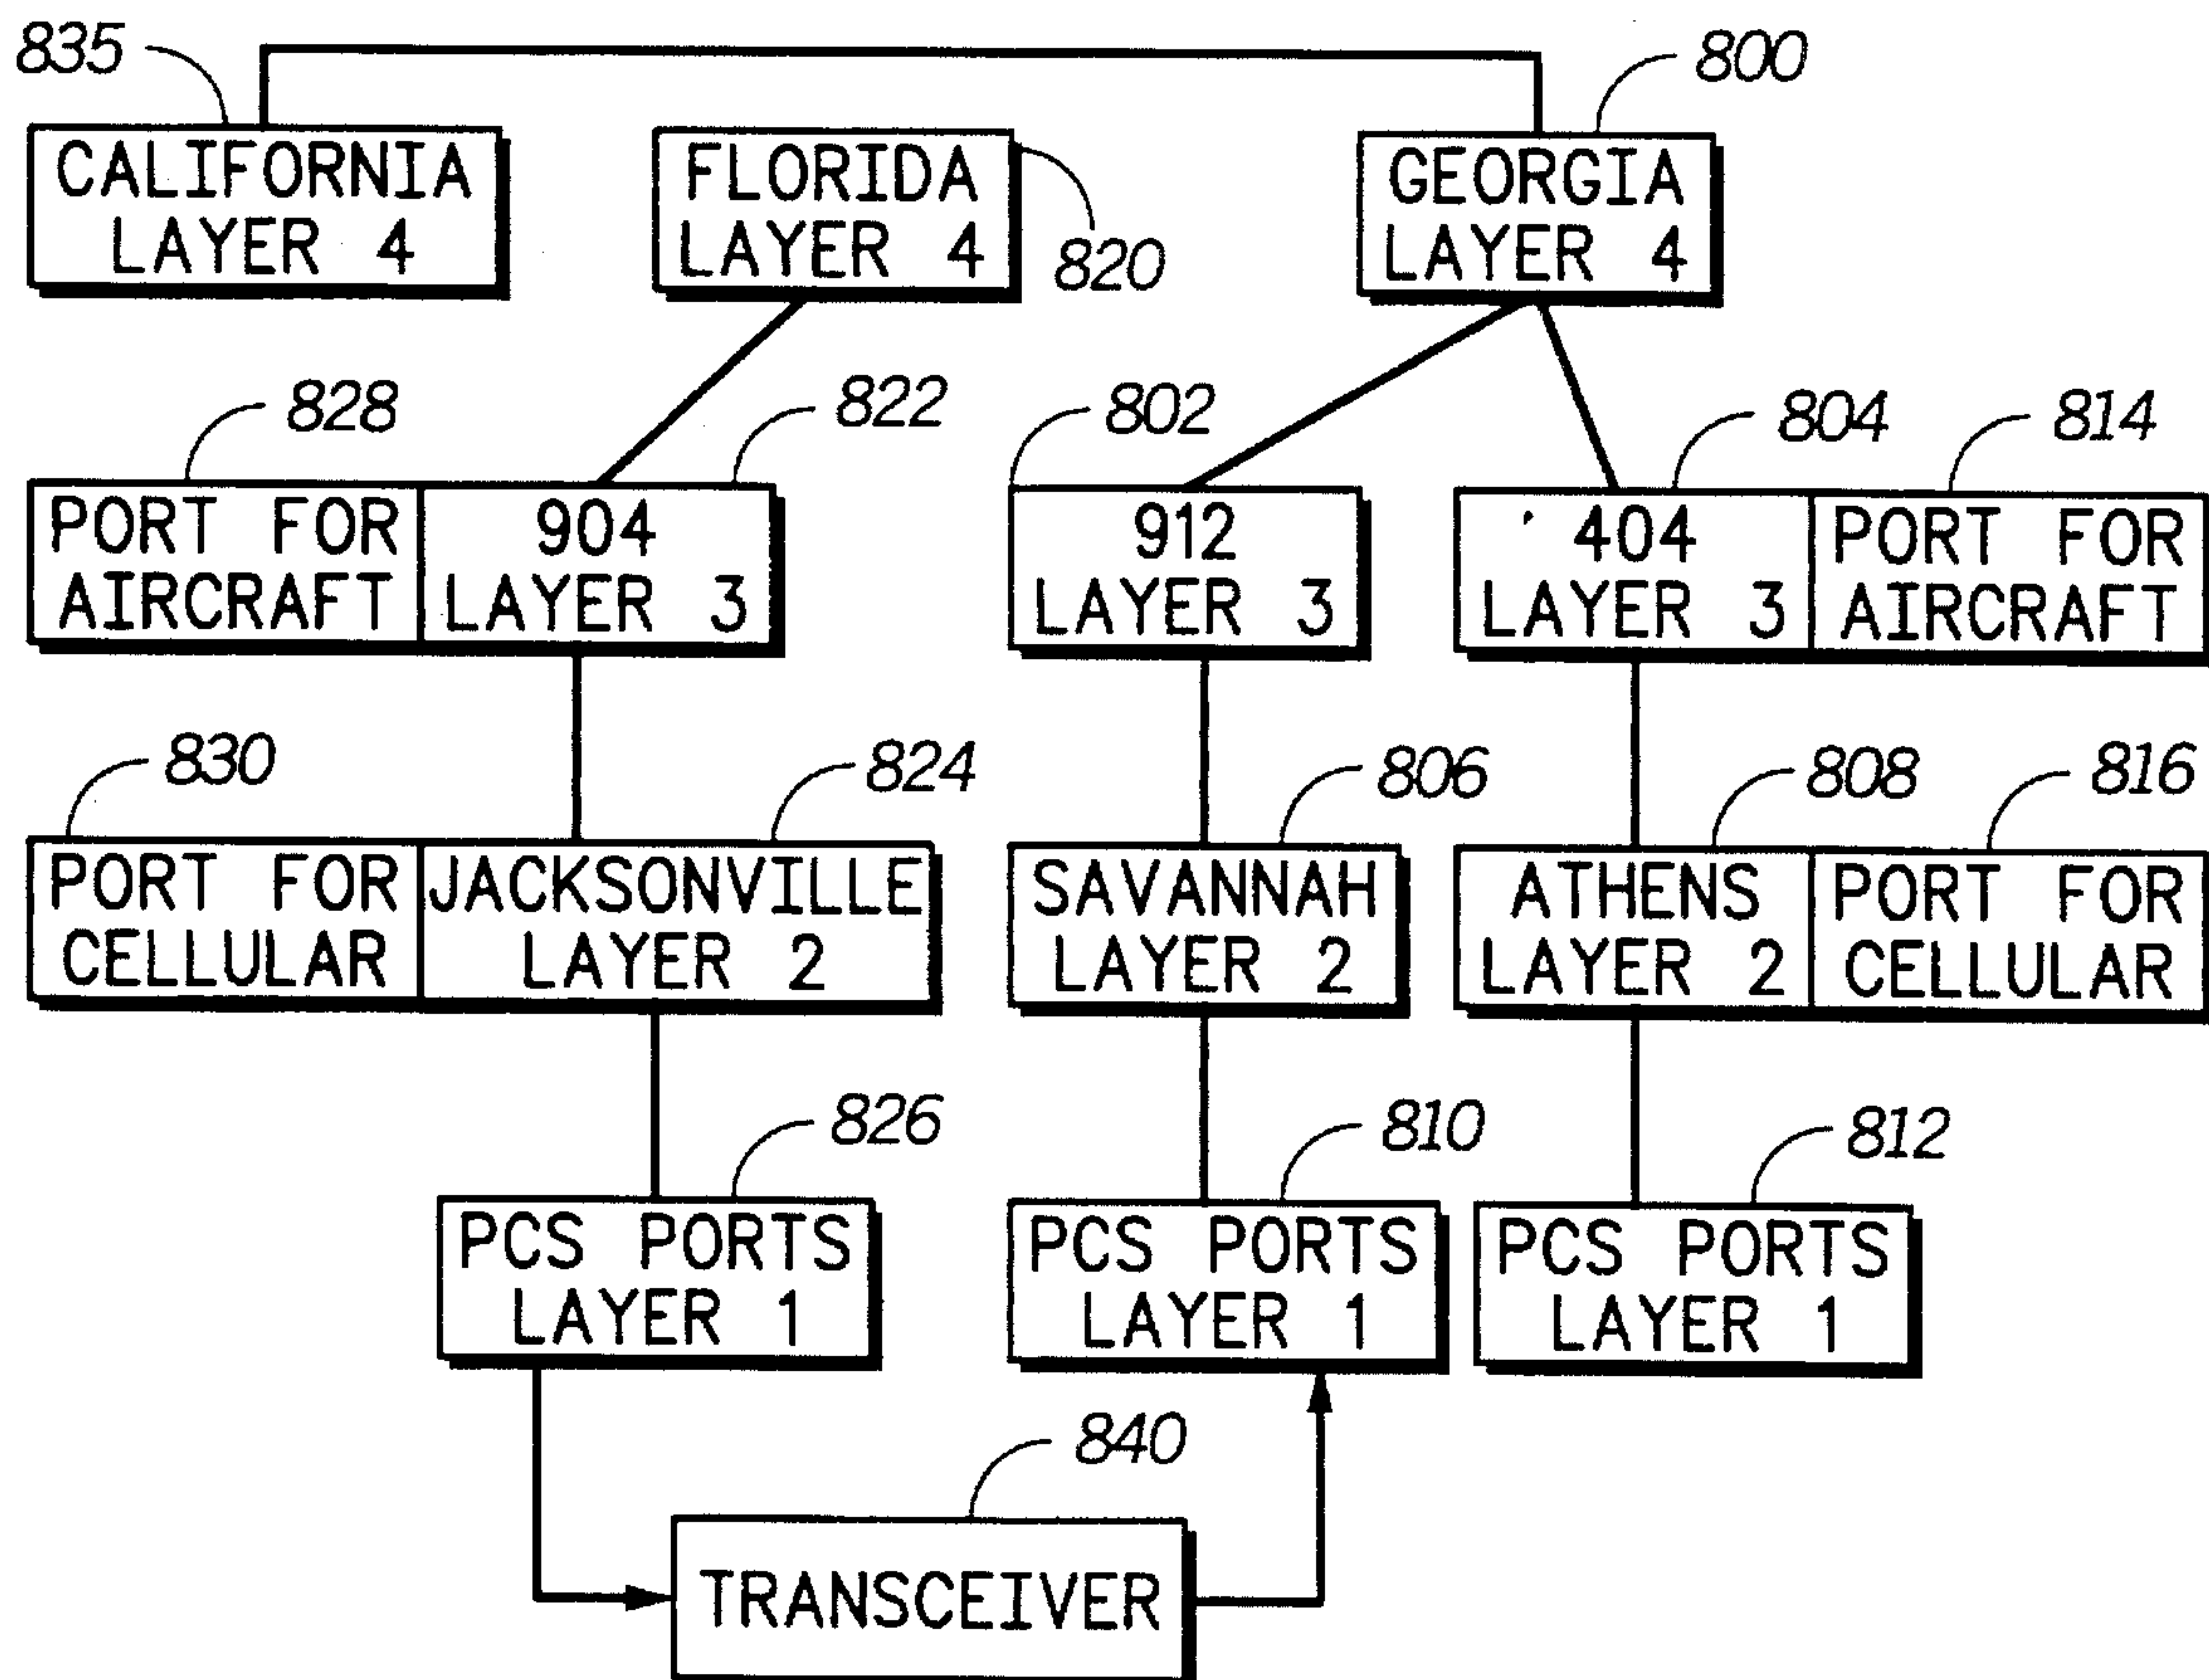 835
800
CALIFORNIA
LAYER 4
FLORIDA
LAYER 4
820
GEORGIA
LAYER 4
828
822
802
804
814
PORT FOR
AIRCRAFT
904
LAYER 3
912
LAYER 3
404
LAYER 3
PORT FOR
AIRCRAFT
830
824
806
808
816
PORT FOR
CELLULAR
JACKSONVILLE
LAYER 2
SAVANNAH
LAYER 2
ATHENS
LAYER 2
PORT FOR
CELLULAR
826
810
812
PCS PORTS
LAYER 1
PCS PORTS
LAYER 1
PCS PORTS
LAYER 1
840
TRANSCEIVER